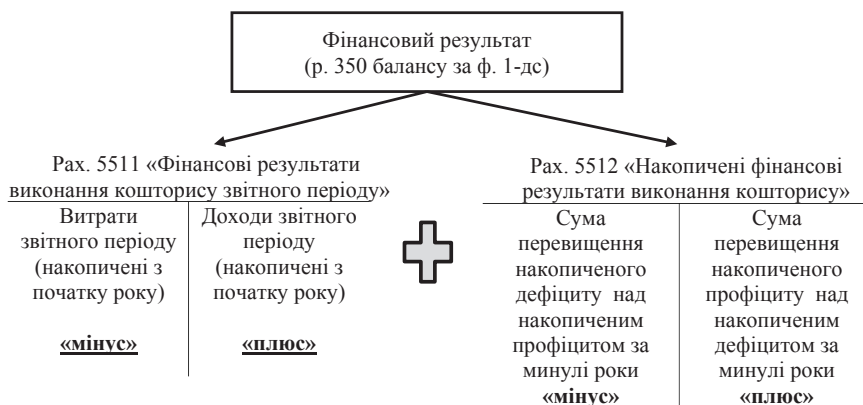 Фінансовий результат
(р. 350 балансу за ф. 1-дс)
Рах. 5511 «Фінансові результати
виконання кошторису звітного періоду»
Витрати
звітного періоду
(накопичені з
початку року)
«мінус»
Доходи звітного
періоду
(накопичені з
початку року)
«плюс»
Рах. 5512 «Накопичені фінансові
результати виконання кошторису»
Сума
перевищення
накопиченого
дефіциту над
накопиченим
профіцитом за
минулі роки
«мінус»
Сума
перевищення
накопиченого
профіциту над
накопиченим
дефіцитом за
минулі роки
«плюс»